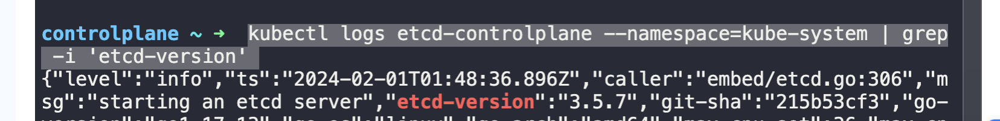 controlplane ~ ➜  kubectl logs etcd-controlplane --namespace=kube-system | grep
 -i 'etcd-version'
{"level":"info","ts":"2024-02-01T01:48:36.896Z","caller":"embed/etcd.go:306","m
sg":"starting an etcd server","etcd-version":"3.5.7","git-sha":"215b53cf3","go-